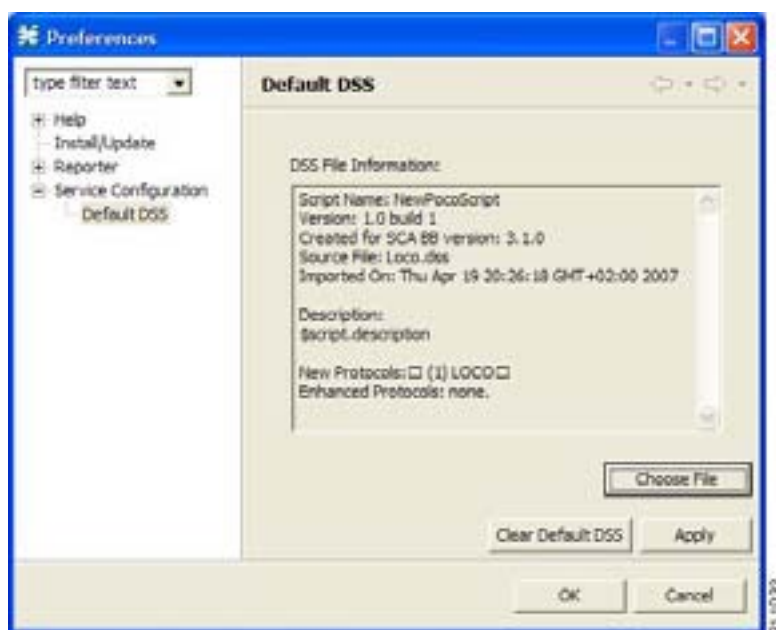 Preferences
type filter text
Help
Install/Update
Reporter
Service Configuration
Default DSS
Default DSS
DSS File Information:
Script Name: NewPocoScript
Version: 1.0 build 1
Created for SCA BB version: 3.1.0
Source File: Loco.dss
Imported On: Thu Apr 19 20:26:18 GMT+02:00 2007
Description:
$script.description
New Protocols:□ (1) LOCO□
Enhanced Protocols: none.
Choose File
Clear Default DSS
Apply
OK
Cancel